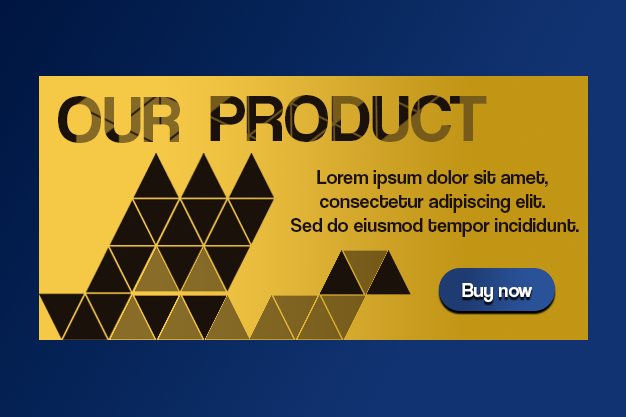 OUR PRODUCT
Lorem ipsum dolor sit amet,
consectetur adipiscing elit.
Sed do eiusmod tempor incididunt.
Buy now